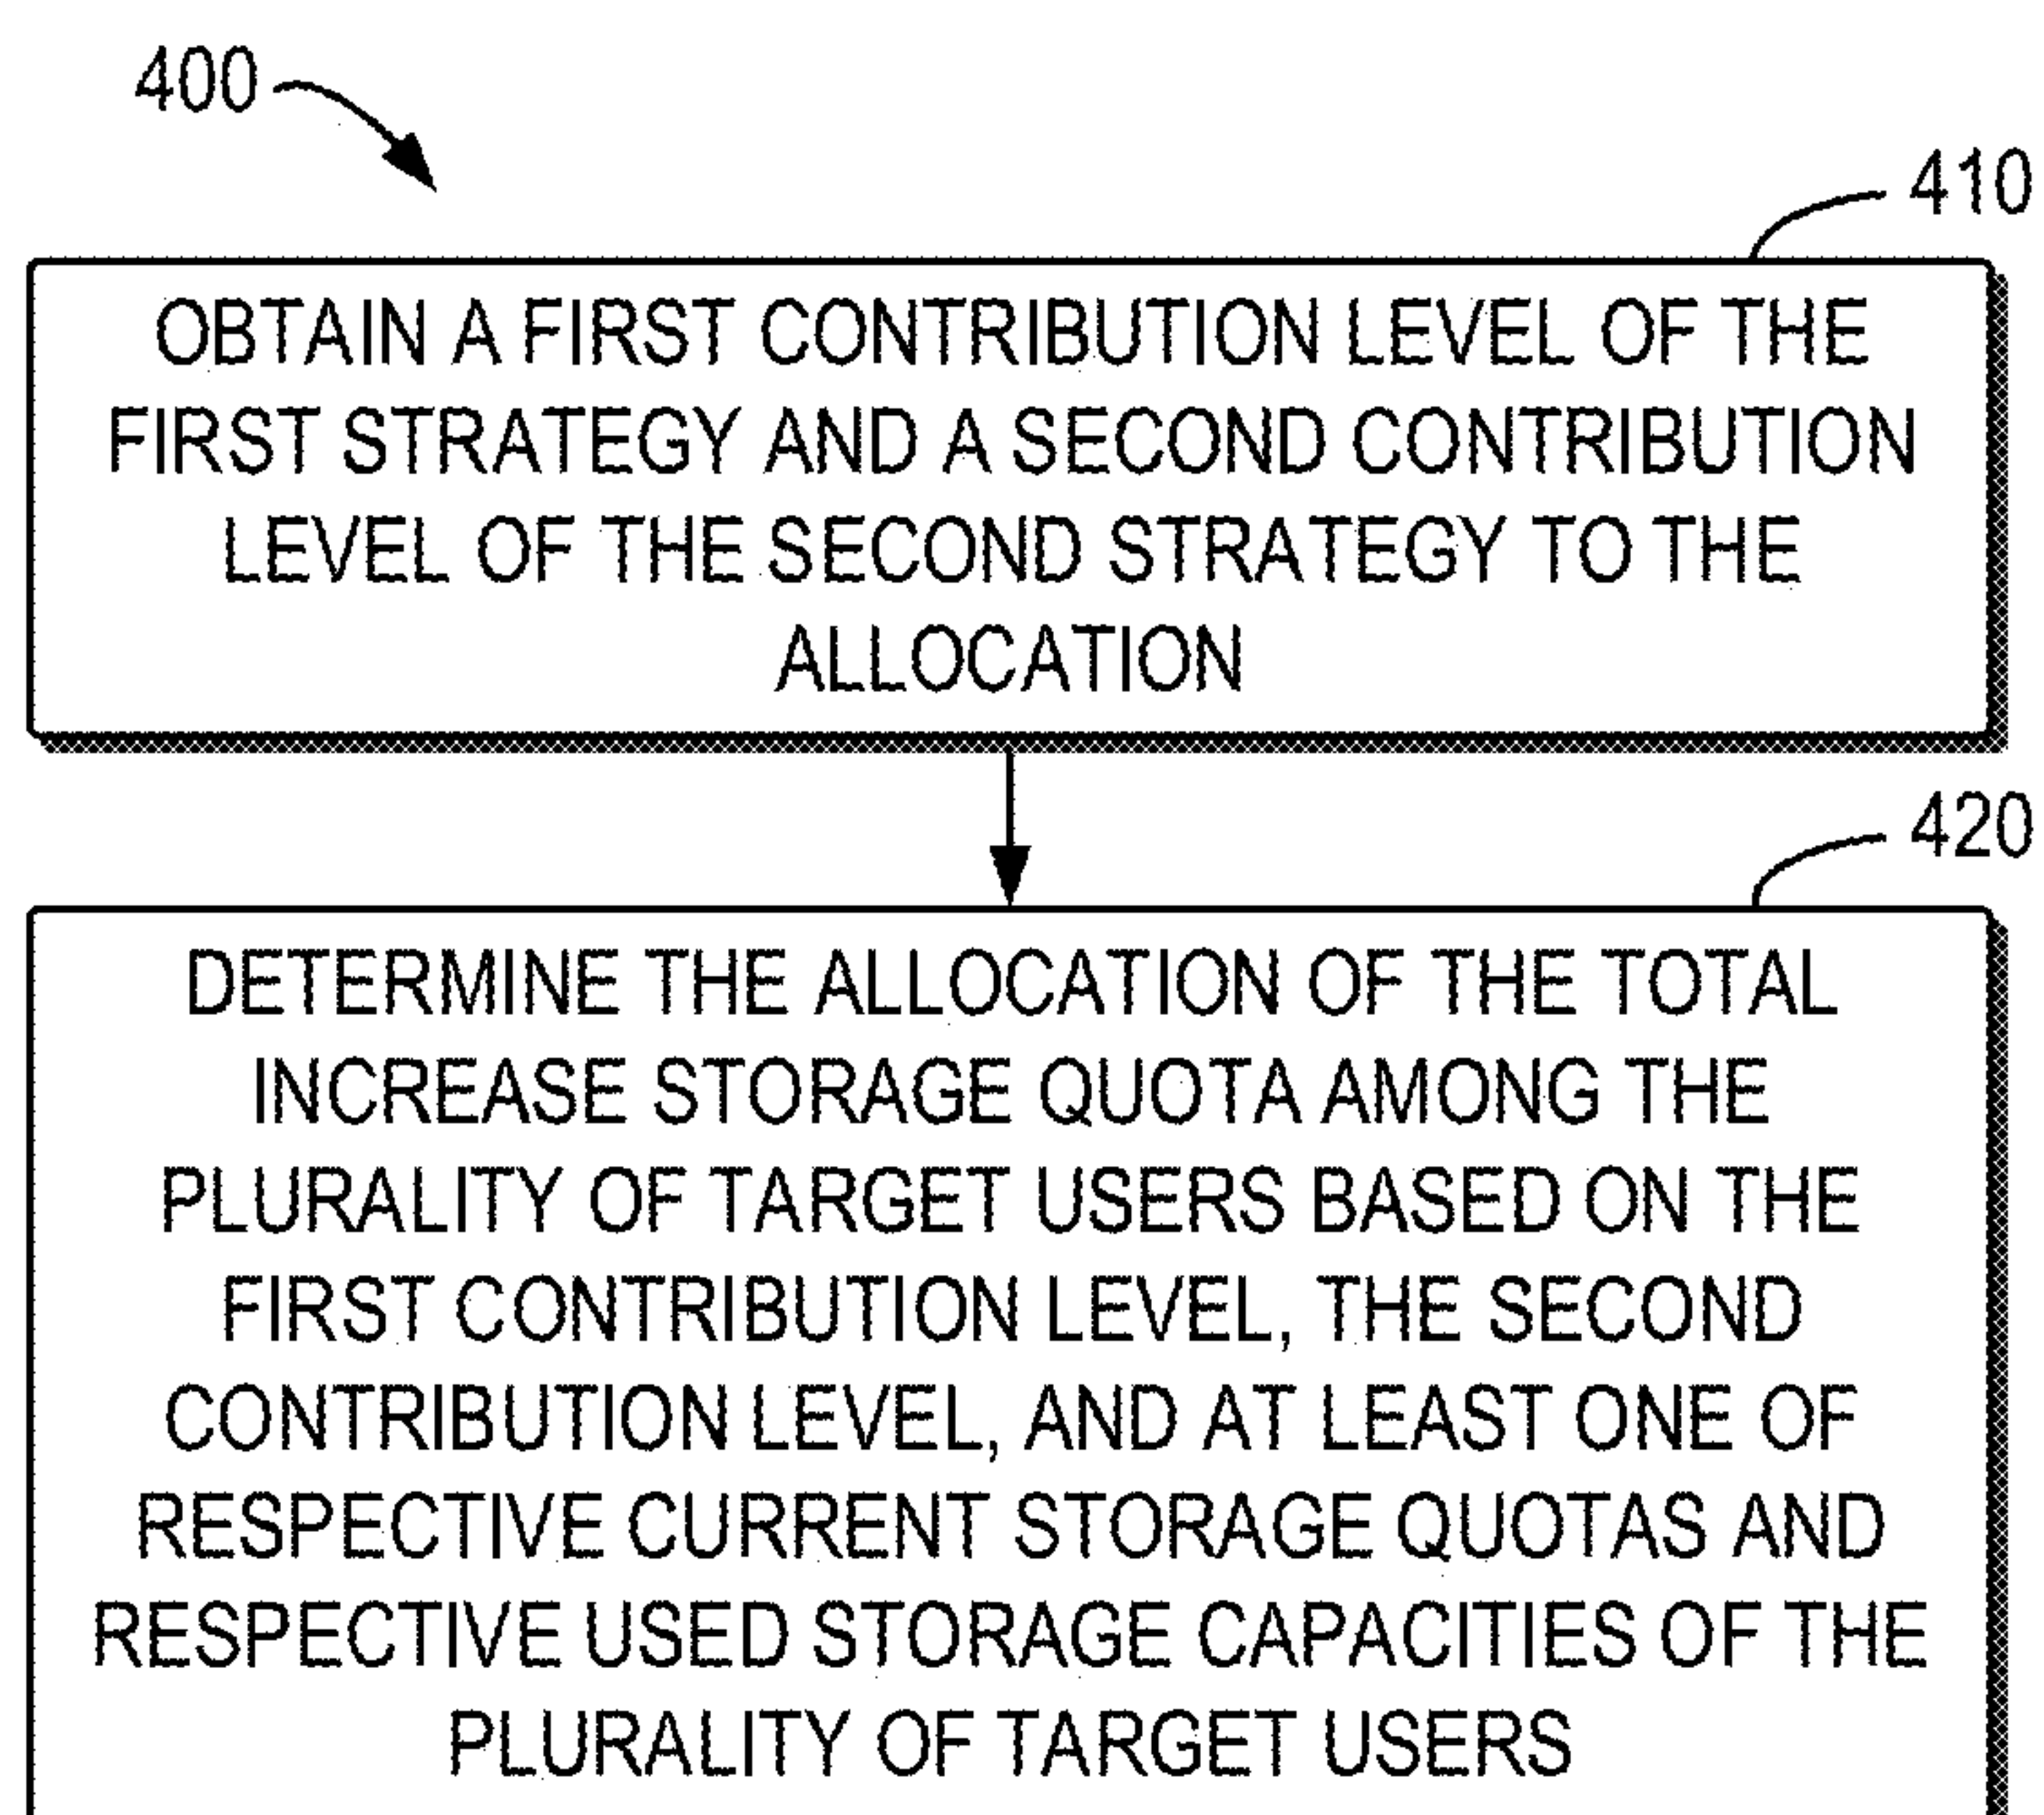 400
410
OBTAIN A FIRST CONTRIBUTION LEVEL OF THE
FIRST STRATEGY AND A SECOND CONTRIBUTION
LEVEL OF THE SECOND STRATEGY TO THE
ALLOCATION
420
DETERMINE THE ALLOCATION OF THE TOTAL
INCREASE STORAGE QUOTA AMONG THE
PLURALITY OF TARGET USERS BASED ON THE
FIRST CONTRIBUTION LEVEL, THE SECOND
CONTRIBUTION LEVEL, AND AT LEAST ONE OF
RESPECTIVE CURRENT STORAGE QUOTAS AND
RESPECTIVE USED STORAGE CAPACITIES OF THE
PLURALITY OF TARGET USERS